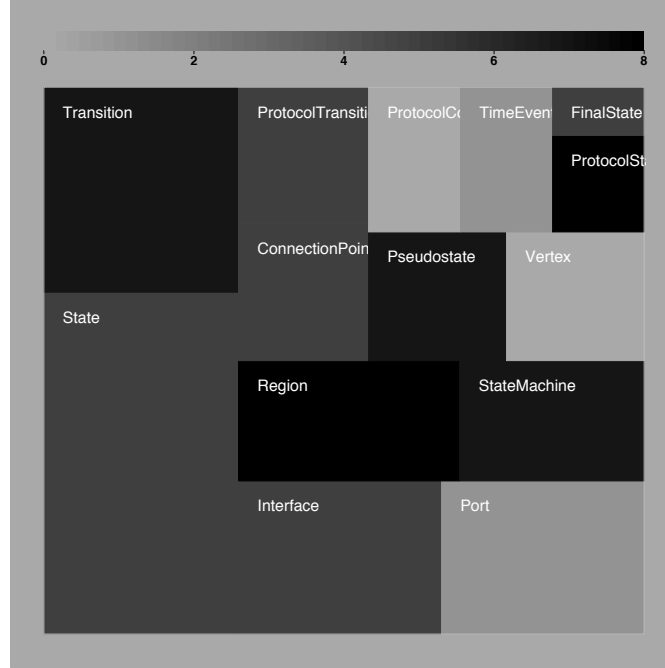 0 2 4 6 8
Transition ProtocolTransiti ProtocolCo TimeEvent FinalState
ProtocolSta
ConnectionPoin Pseudostate Vertex
State
Region StateMachine
Interface Port